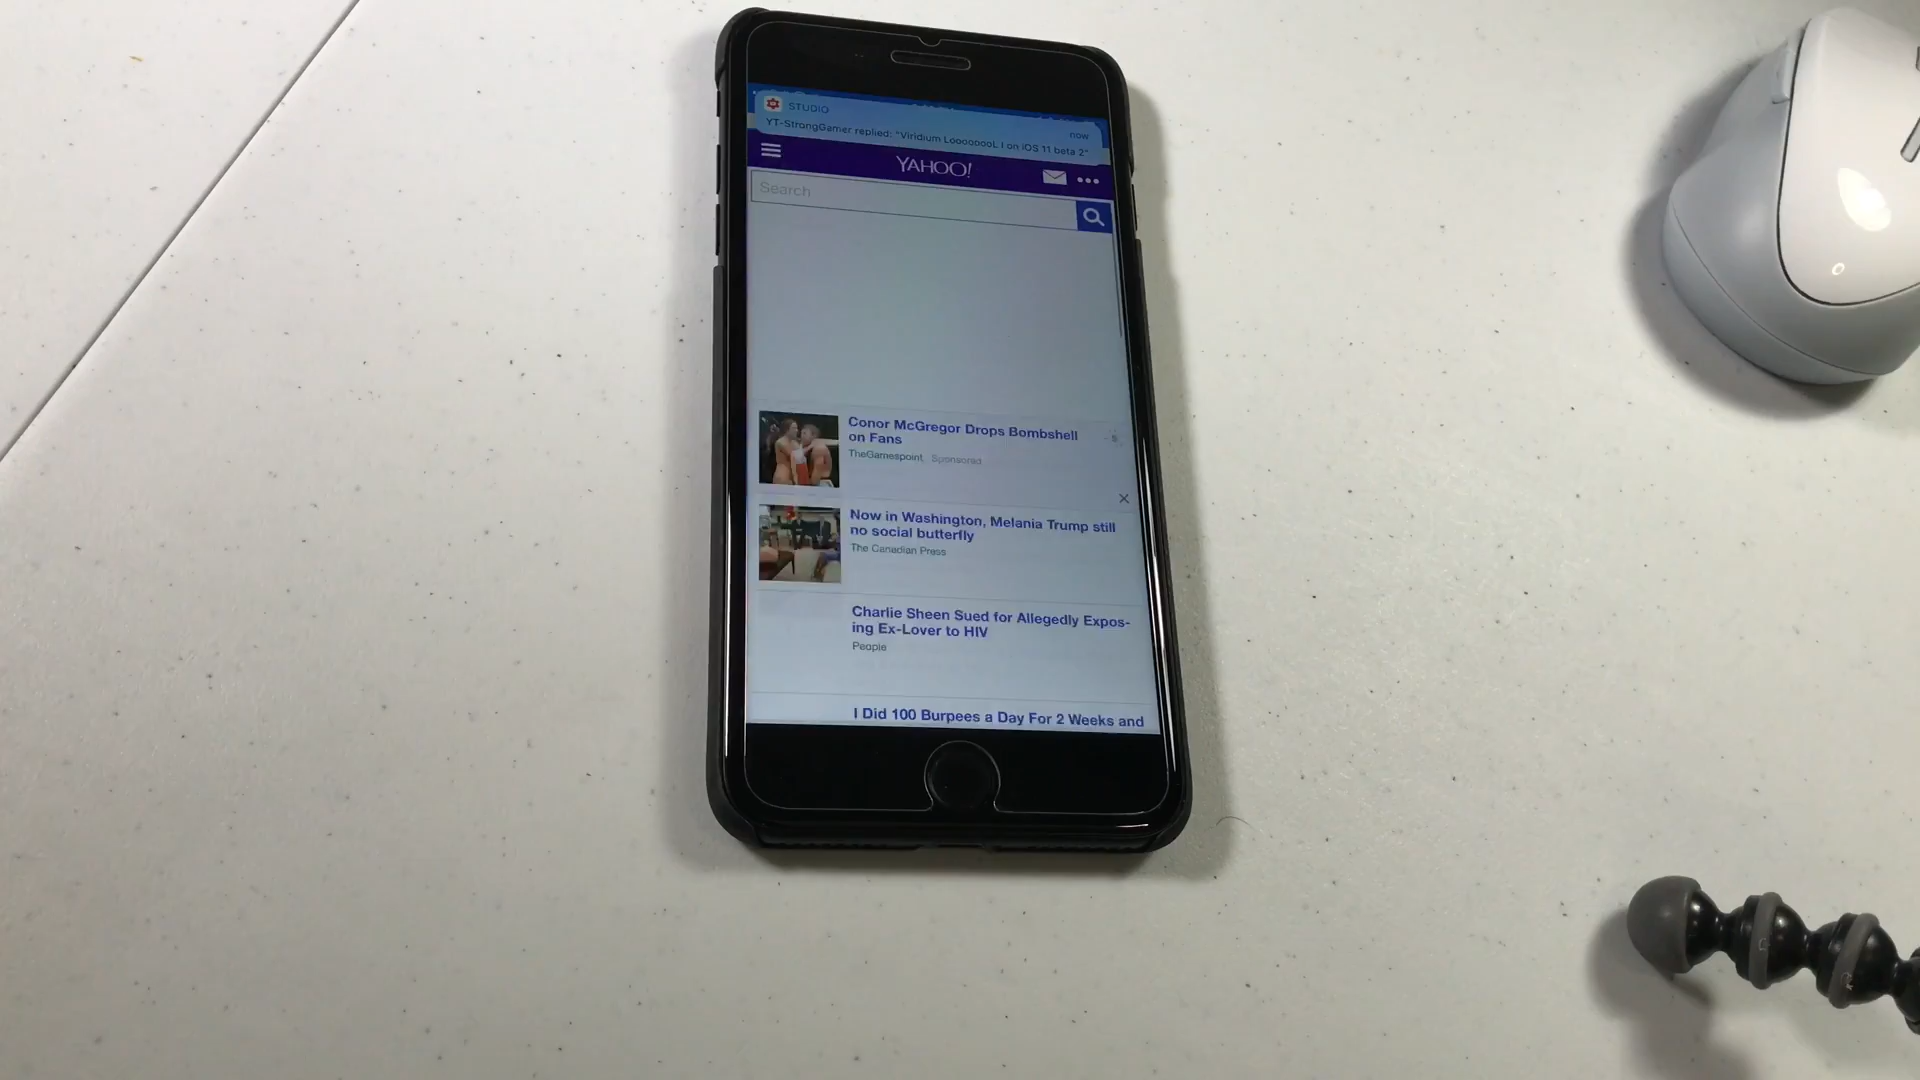 STUDIO
now
YT-StrongGamer replied: "Viridium LoooooooL I on iOS 11 beta 2"
YAHOO!
Search
Conor McGregor Drops Bombshell
on Fans
TheGamespoint Sponsored
Now in Washington, Melania Trump still
no social butterfly
The Canadian Press
Charlie Sheen Sued for Allegedly Expos-
ing Ex-Lover to HIV
People
I Did 100 Burpees a Day For 2 Weeks and